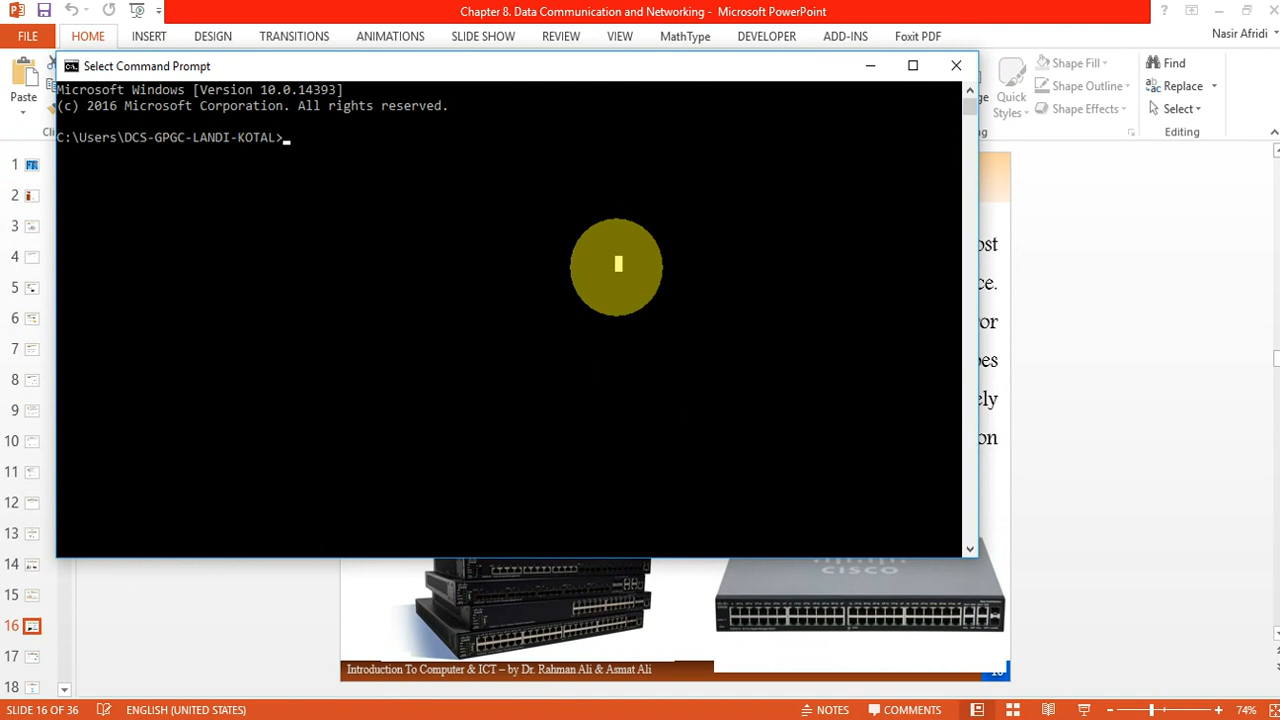 Chapter 8. Data Communication and Networking - Microsoft PowerPoint
FILE HOME INSERT DESIGN TRANSITIONS ANIMATIONS SLIDE SHOW REVIEW VIEW MathType DEVELOPER ADD-INS Foxit PDF Nasir Afridi
Select Command Prompt
Microsoft Windows [Version 10.0.14393]
(c) 2016 Microsoft Corporation. All rights reserved.
C:\Users\DCS-GPGC-LANDI-KOTAL>
Paste
Quick
Styles
Shape Fill
Shape Outline
Shape Effects
Find
Replace
Select
Editing
1
2
3
4
5
6
7
8
9
10
11
12
13
14
15
16
17
18
CISCO
Introduction To Computer & ICT – by Dr. Rahman Ali & Asmat Ali
SLIDE 16 OF 36 ENGLISH (UNITED STATES) NOTES COMMENTS 74%